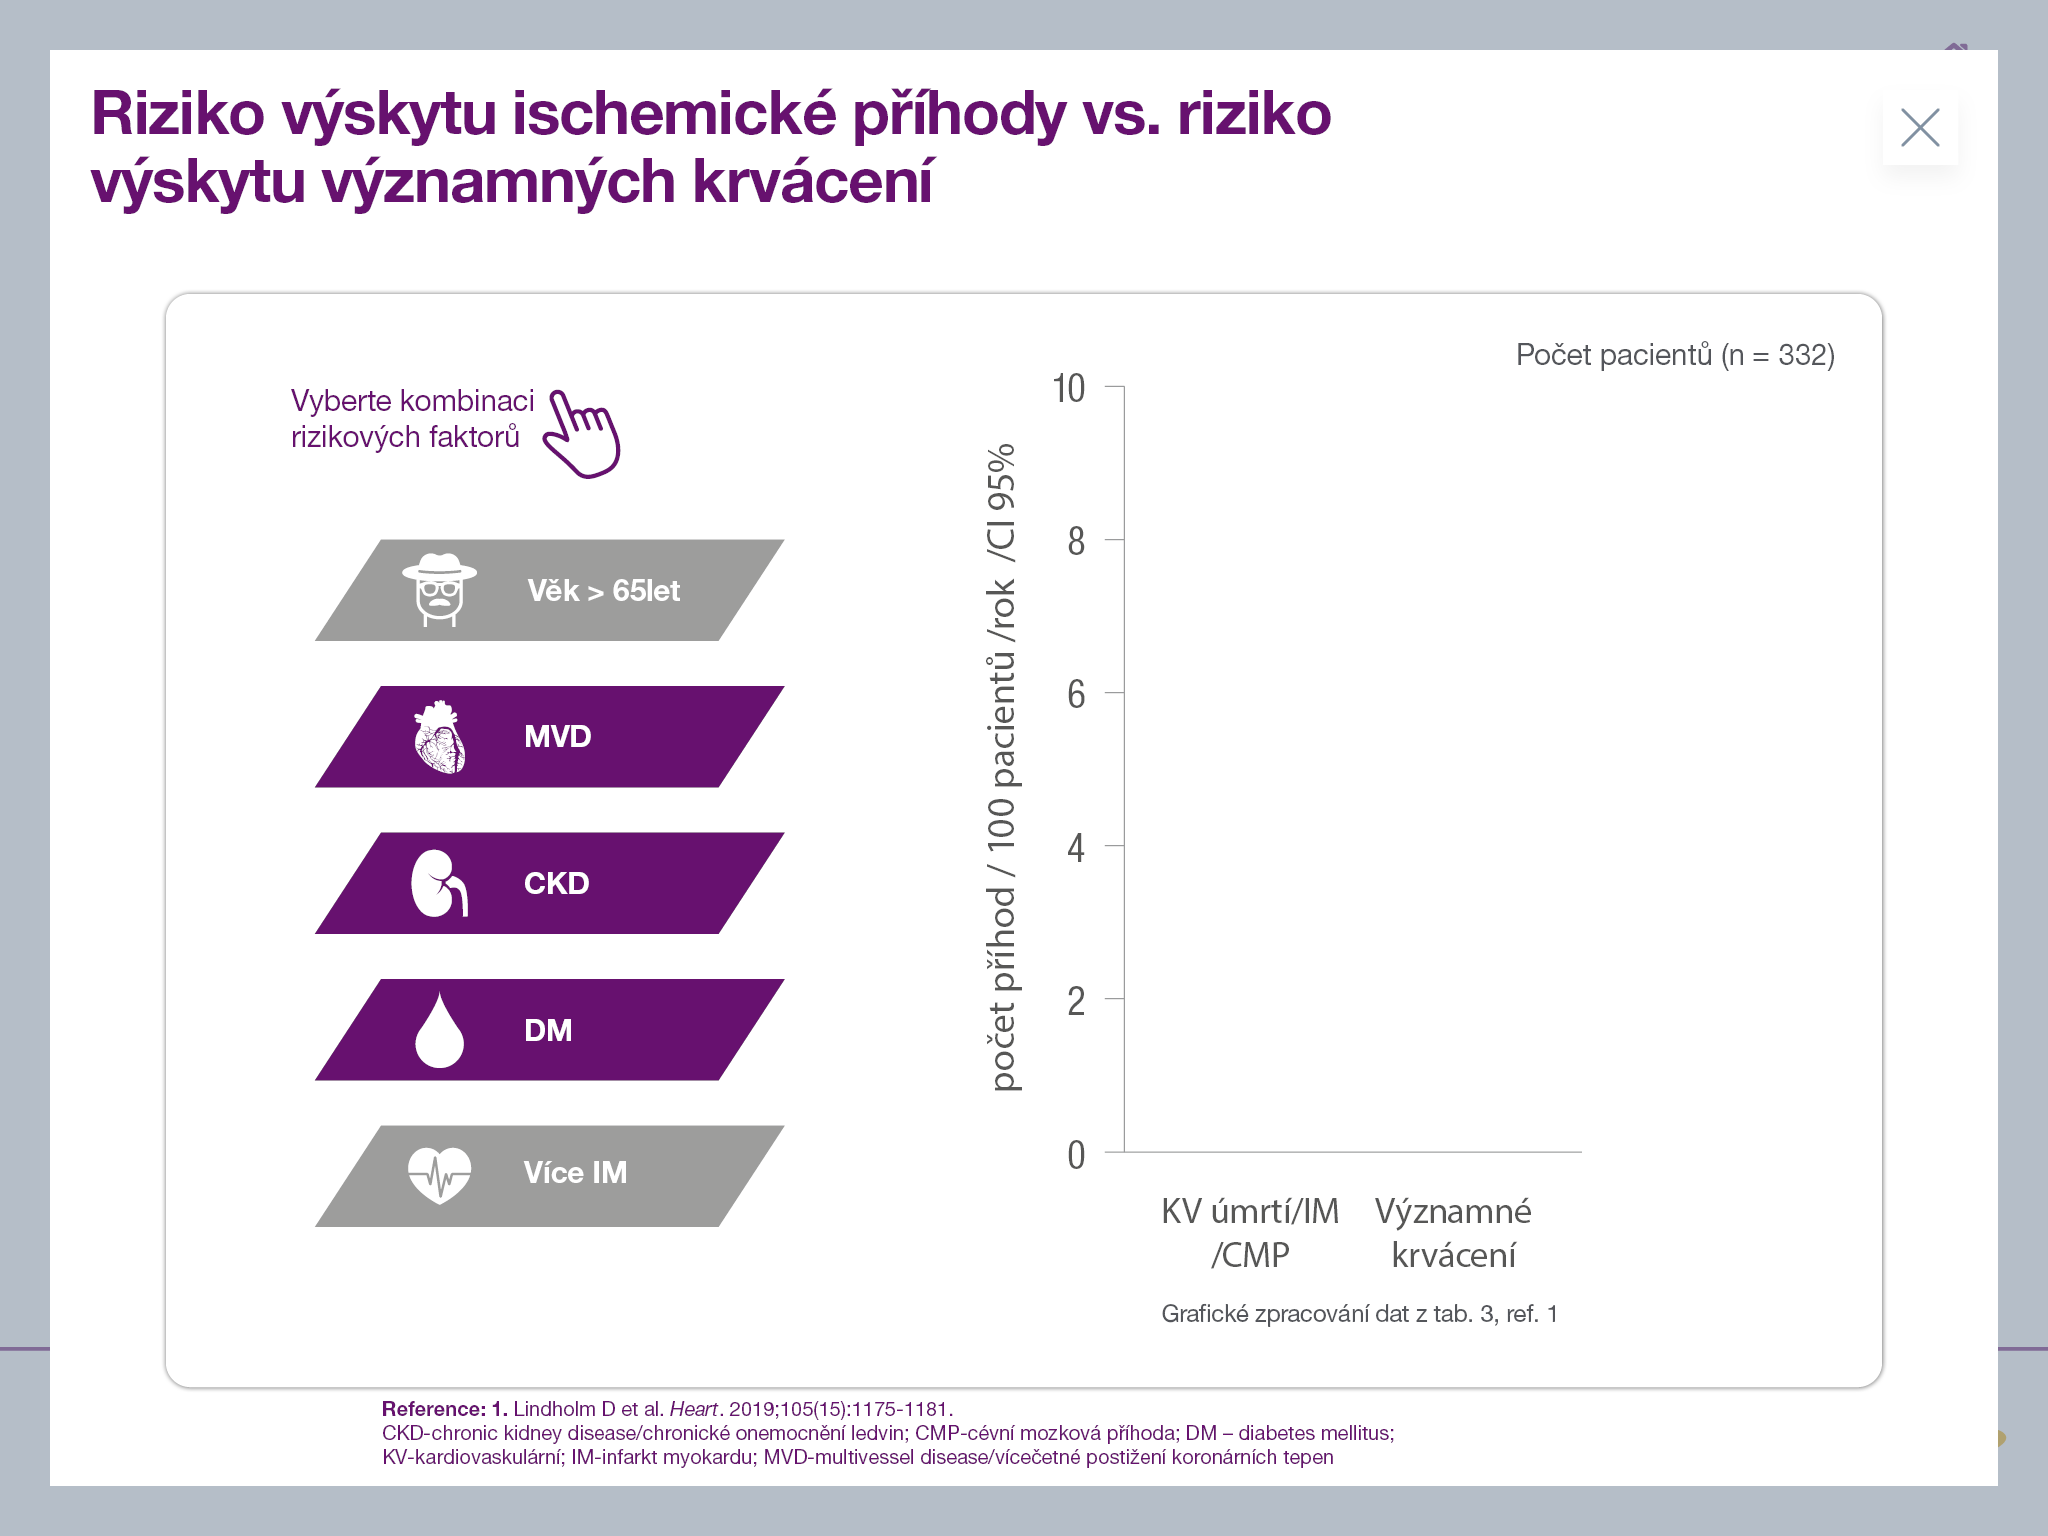 Riziko výskytu ischemické příhody vs. riziko
výskytu významných krvácení
Počet pacientů (n = 332)
Vyberte kombinaci
rizikových faktorů
Věk > 65let
MVD
CKD
DM
Více IM
počet příhod / 100 pacientů /rok /CI 95%
10
8
6
4
2
0
KV úmrtí/IM
/CMP
Významné
krvácení
Grafické zpracování dat z tab. 3, ref. 1
Reference: 1. Lindholm D et al. Heart. 2019;105(15):1175-1181.
CKD-chronic kidney disease/chronické onemocnění ledvin; CMP-cévní mozková příhoda; DM – diabetes mellitus;
KV-kardiovaskulární; IM-infarkt myokardu; MVD-multivessel disease/vícečetné postižení koronárních tepen